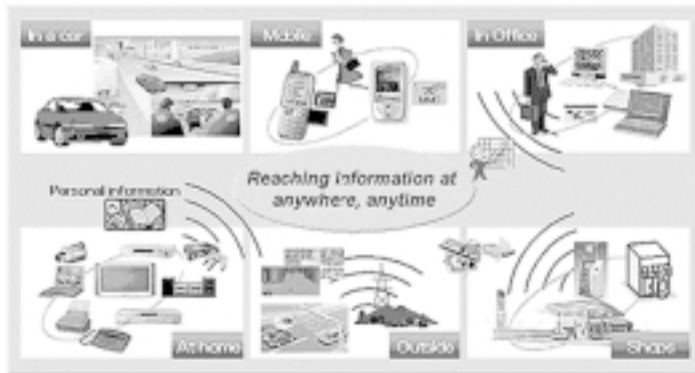 In a car
Mobile
In Office
Reaching information at
anywhere, anytime
Personal information
At home
Outside
Shops